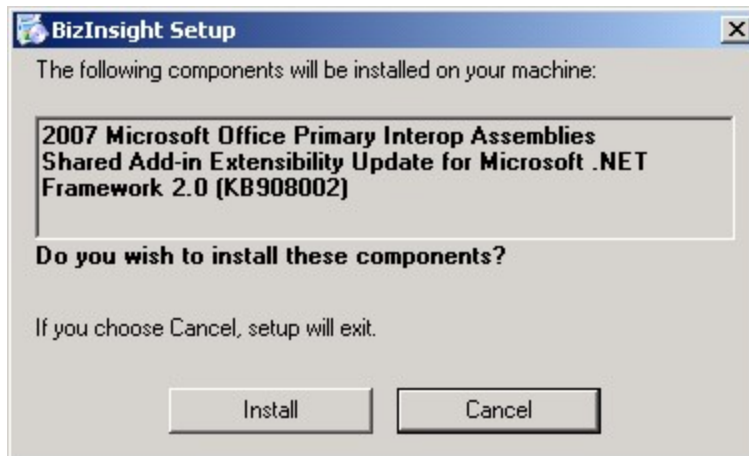 BizInsight Setup
The following components will be installed on your machine:
2007 Microsoft Office Primary Interop Assemblies
Shared Add-in Extensibility Update for Microsoft .NET
Framework 2.0 (KB908002)
Do you wish to install these components?
If you choose Cancel, setup will exit.
Install
Cancel